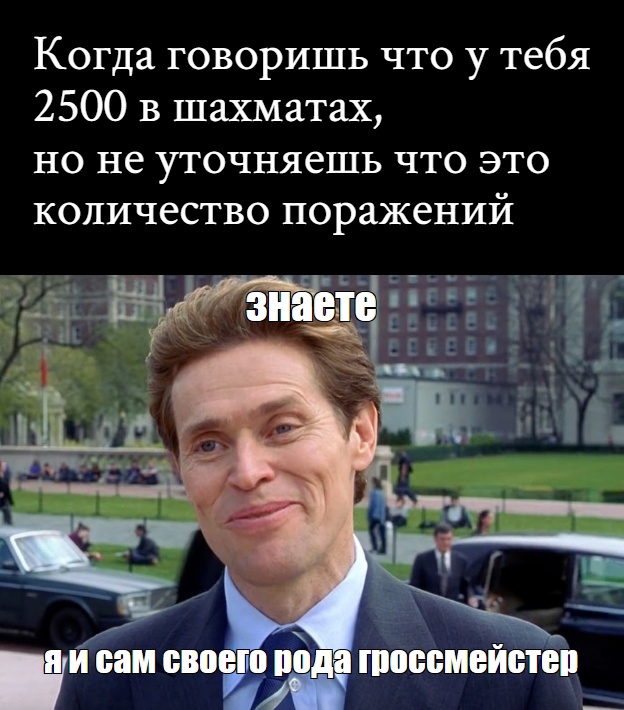 Когда говоришь что у тебя
2500 в шахматах,
но не уточняешь что это
количество поражений
знаете
я и сам своего рода гроссмейстер